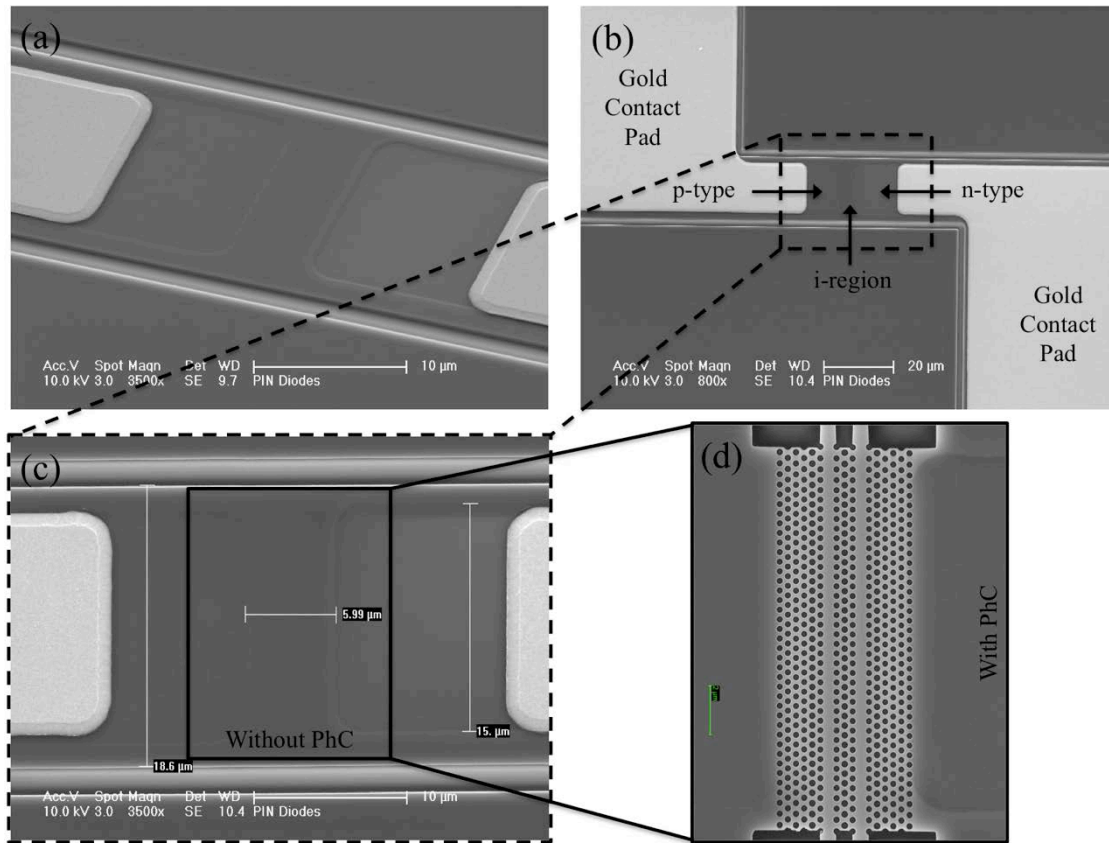 (a)
Acc.V Spot Magn Det WD
10.0 kV 3.0 3500x SE 9.7 PIN Diodes
10 µm
(b)
Gold
Contact
Pad
p-type
n-type
i-region
Gold
Contact
Pad
Acc.V Spot Magn Det WD
10.0 kV 3.0 800x SE 10.4 PIN Diodes
20 µm
(c)
5.99 µm
15. µm
18.6 µm
Without PhC
Acc.V Spot Magn Det WD
10.0 kV 3.0 3500x SE 10.4 PIN Diodes
10 µm
(d)
With PhC